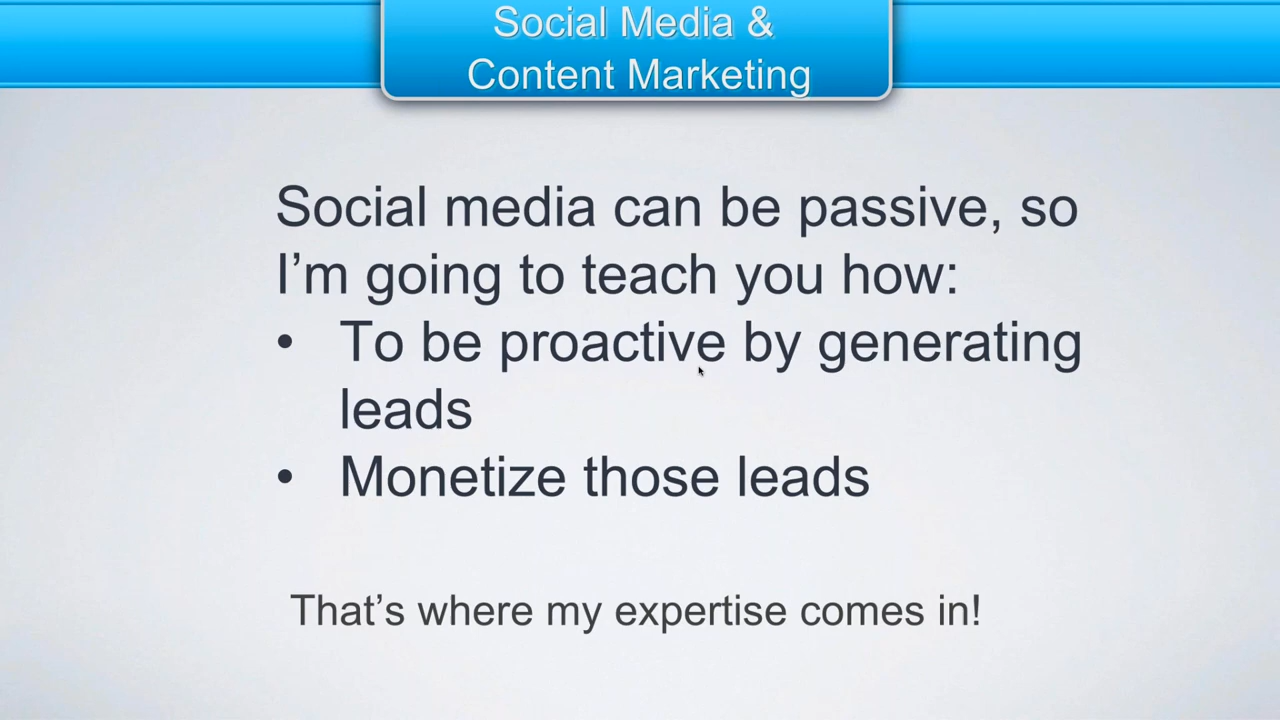 Social Media &
Content Marketing
Social media can be passive, so
I’m going to teach you how:
• To be proactive by generating
leads
• Monetize those leads
That’s where my expertise comes in!